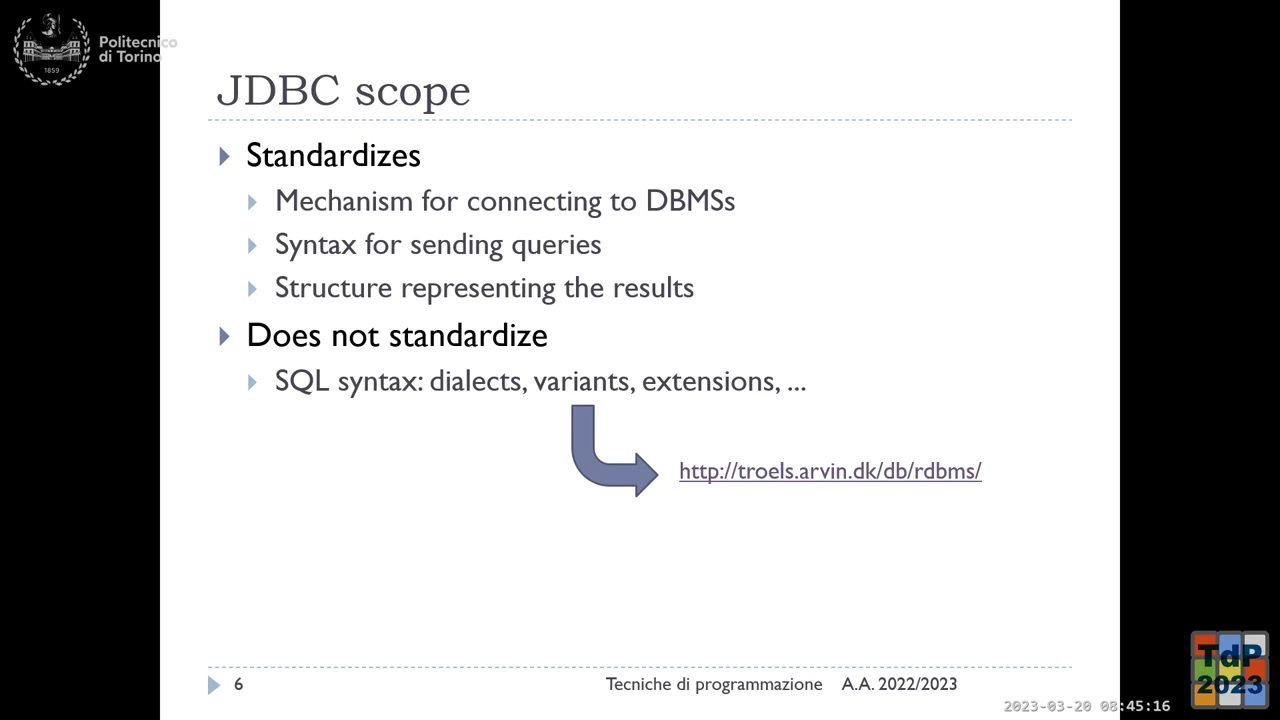 Politecnico
di Torino
1859
JDBC scope
Standardizes
Mechanism for connecting to DBMSs
Syntax for sending queries
Structure representing the results
Does not standardize
SQL syntax: dialects, variants, extensions, ...
http://troels.arvin.dk/db/rdbms/
6
Tecniche di programmazione A.A. 2022/2023
TdP
2023
2023-03-20 08:45:16